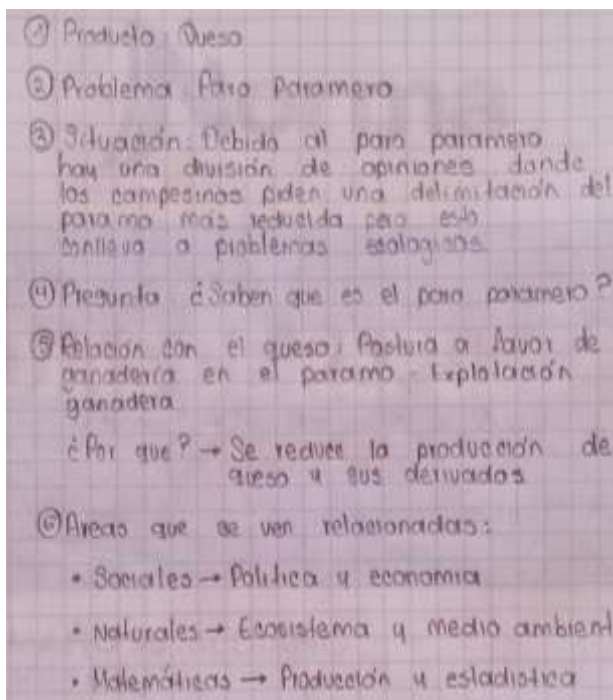 ① Producto: Queso
② Problema Paro Paramero
③ Situación: Debido al paro paramero
hay una división de opiniones donde
los campesinos piden una delimitación del
paramo más reducida pero esto
conlleva a problemas ecologicos
④ Pregunta ¿Saben que es el paro paramero?
⑤ Relación con el queso: Postura a favor de
ganadería en el paramo - Explotación
ganadera
¿Por que? → Se reduce la producción de
queso y sus derivados
⑥ Areas que se ven relacionadas:
• Sociales → Politica y economia
• Naturales → Ecosistema y medio ambient
• Matemáticas → Producción y estadistica